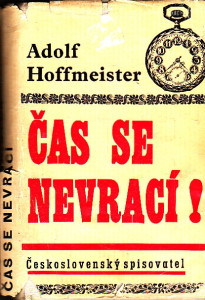 Adolf
Hoffmeister
ČAS SE
NEVRACÍ!
Československý spisovatel
ČAS SE NEVRACÍ